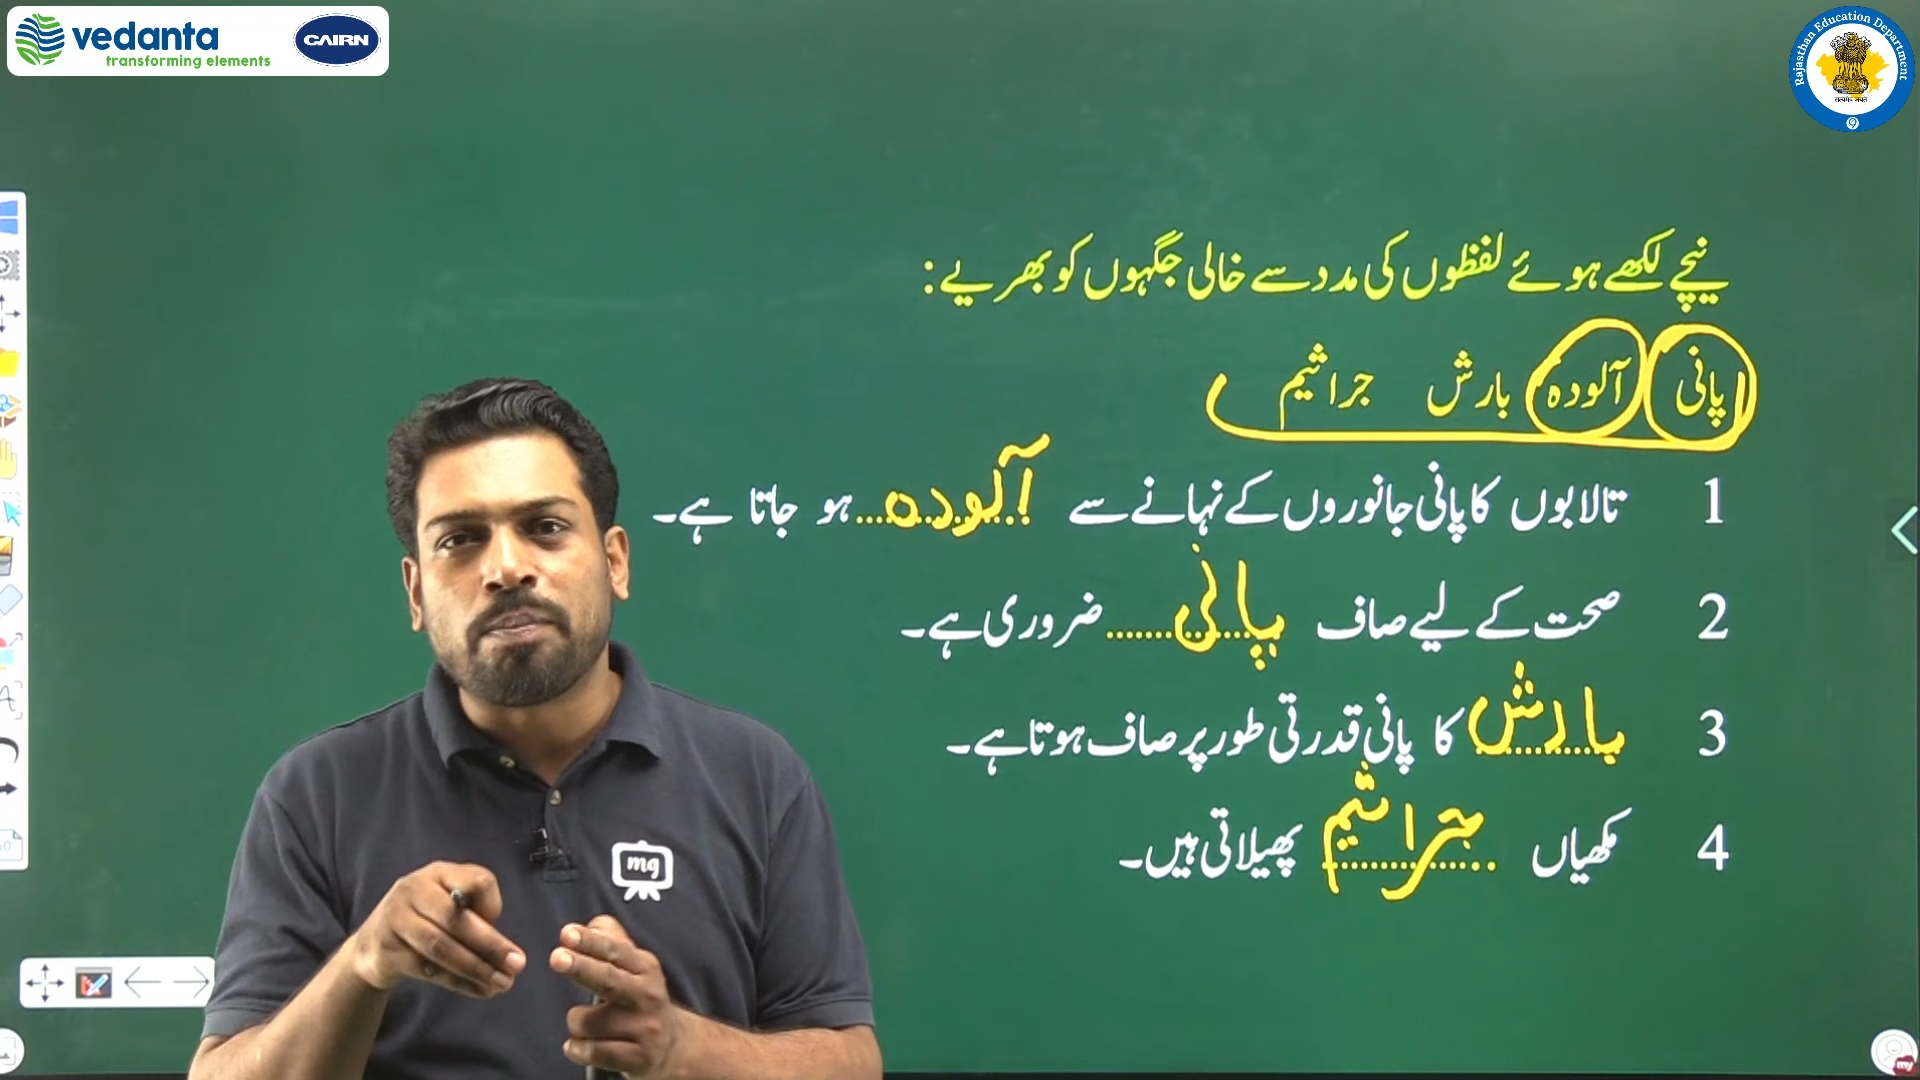 vedanta
transforming elements
CAIRN
Rajasthan Education Department
सत्यमेव जयते
نیچے لکھے ہوئے لفظوں کی مدد سے خالی جگہوں کو بھریے:
پانی آلودہ بارش جراثیم
1 تالابوں کا پانی جانوروں کے نہانے سے آلودہ ہو جاتا ہے۔
2 صحت کے لیے صاف پانی ضروری ہے۔
3 بارش کا پانی قدرتی طور پر صاف ہوتا ہے۔
4 مکھیاں جراثیم پھیلاتی ہیں۔
mg